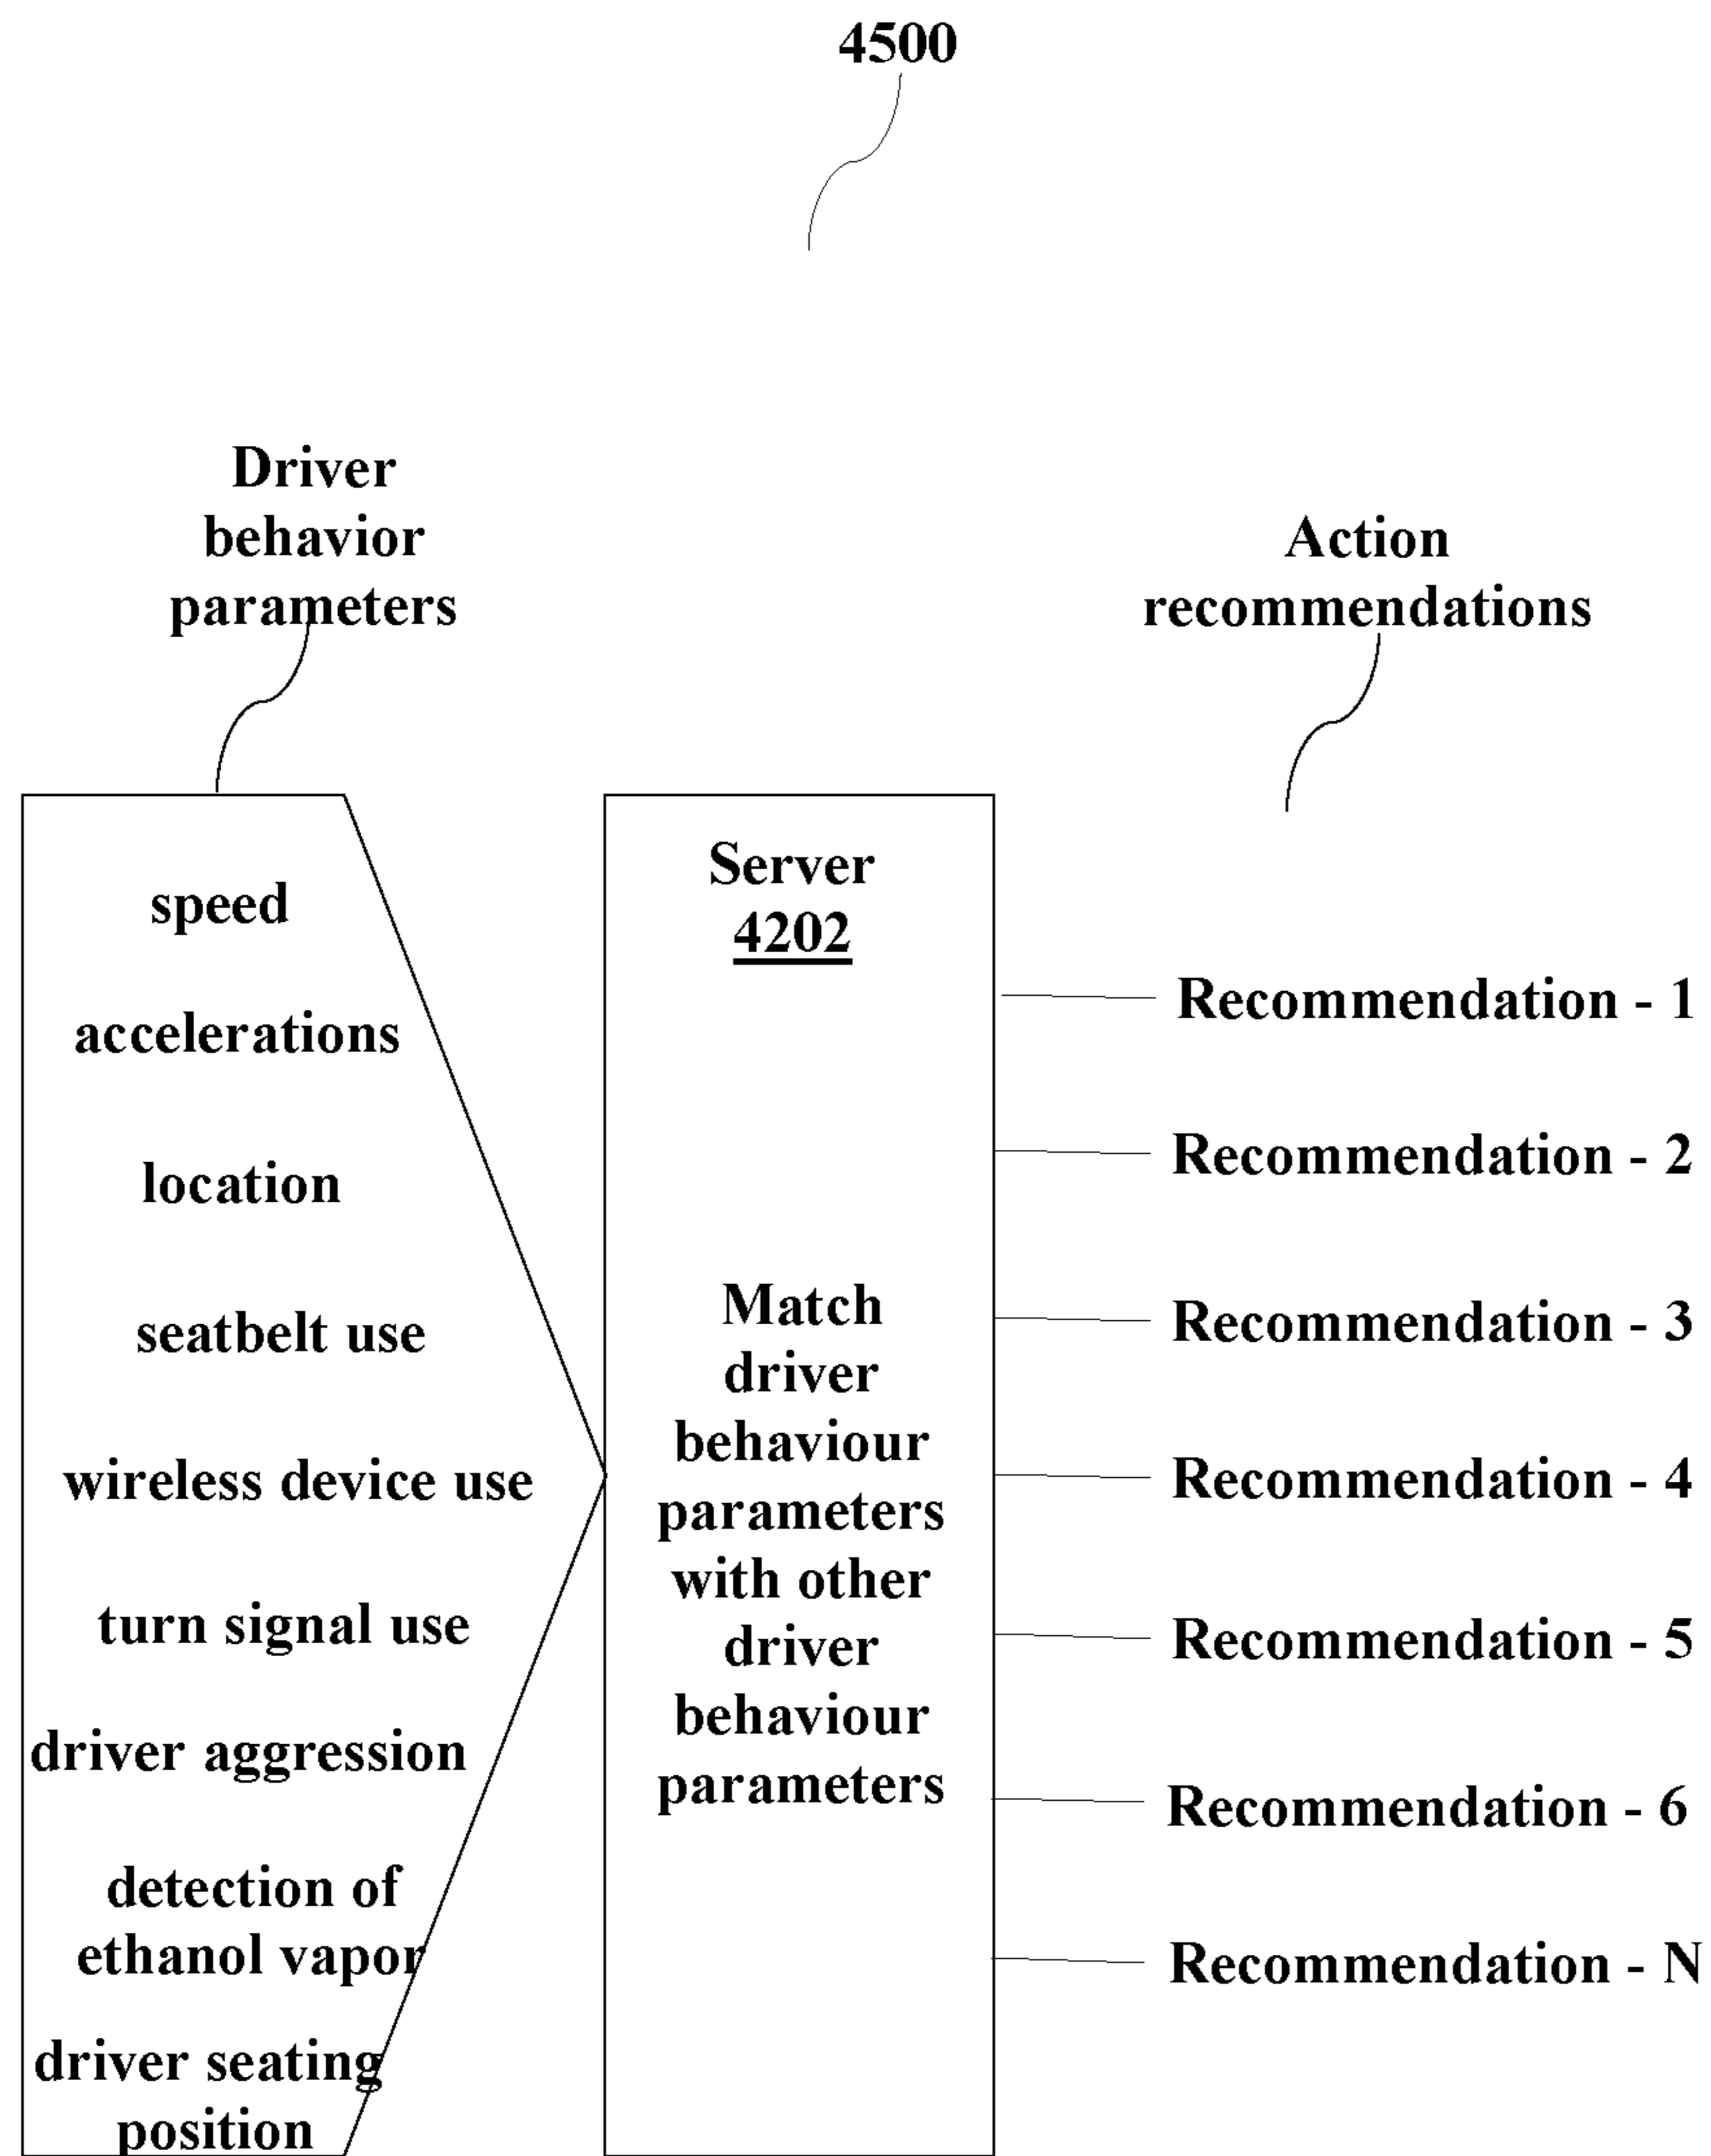 4500
Driver
behavior
parameters
Action
recommendations
speed
accelerations
location
seatbelt use
wireless device use
turn signal use
driver aggression
detection of
ethanol vapor
driver seating
position
Server
4202
Match
driver
behaviour
parameters
with other
driver
behaviour
parameters
Recommendation - 1
Recommendation - 2
Recommendation - 3
Recommendation - 4
Recommendation - 5
Recommendation - 6
Recommendation - N